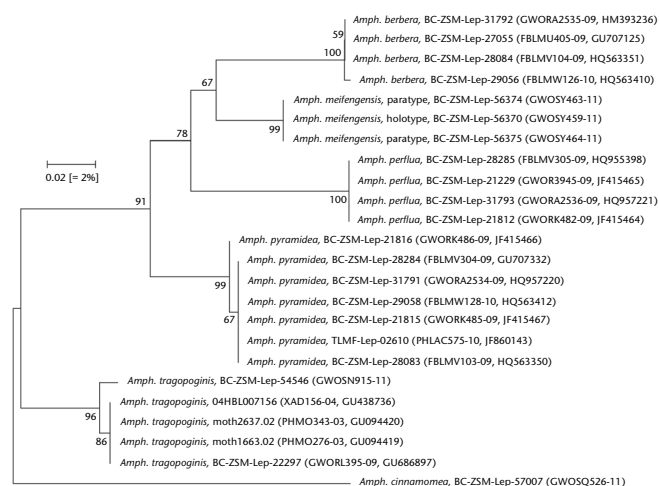 Amph. berbera, BC-ZSM-Lep-31792 (GWORA2535-09, HM393236)
59
Amph. berbera, BC-ZSM-Lep-27055 (FBLMU405-09, GU707125)
100
Amph. berbera, BC-ZSM-Lep-28084 (FBLMV104-09, HQ563351)
Amph. berbera, BC-ZSM-Lep-29056 (FBLMW126-10, HQ563410)
67
Amph. meifengensis, paratype, BC-ZSM-Lep-56374 (GWOSY463-11)
Amph. meifengensis, holotype, BC-ZSM-Lep-56370 (GWOSY459-11)
99
Amph. meifengensis, paratype, BC-ZSM-Lep-56375 (GWOSY464-11)
78
Amph. perflua, BC-ZSM-Lep-28285 (FBLMV305-09, HQ955398)
0.02 [= 2%]
Amph. perflua, BC-ZSM-Lep-21229 (GWOR3945-09, JF415465)
100
Amph. perflua, BC-ZSM-Lep-31793 (GWORA2536-09, HQ957221)
91
Amph. perflua, BC-ZSM-Lep-21812 (GWORK482-09, JF415464)
Amph. pyramidea, BC-ZSM-Lep-21816 (GWORK486-09, JF415466)
Amph. pyramidea, BC-ZSM-Lep-28284 (FBLMV304-09, GU707332)
99
Amph. pyramidea, BC-ZSM-Lep-31791 (GWORA2534-09, HQ957220)
Amph. pyramidea, BC-ZSM-Lep-29058 (FBLMW128-10, HQ563412)
67
Amph. pyramidea, BC-ZSM-Lep-21815 (GWORK485-09, JF415467)
Amph. pyramidea, TLMF-Lep-02610 (PHLAC575-10, JF860143)
Amph. pyramidea, BC-ZSM-Lep-28083 (FBLMV103-09, HQ563350)
Amph. tragopoginis, BC-ZSM-Lep-54546 (GWOSN915-11)
96
Amph. tragopoginis, 04HBL007156 (XAD156-04, GU438736)
Amph. tragopoginis, moth2637.02 (PHMO343-03, GU094420)
86
Amph. tragopoginis, moth1663.02 (PHMO276-03, GU094419)
Amph. tragopoginis, BC-ZSM-Lep-22297 (GWORL395-09, GU686897)
Amph. cinnamomea, BC-ZSM-Lep-57007 (GWOSQ526-11)